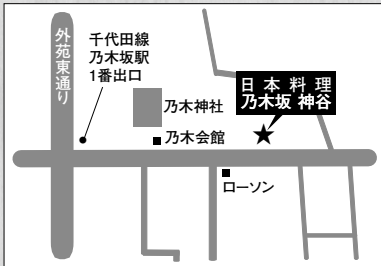 外苑東通り
千代田線
乃木坂駅
1番出口
乃木神社
乃木会館
日本料理
乃木坂 神谷
ローソン